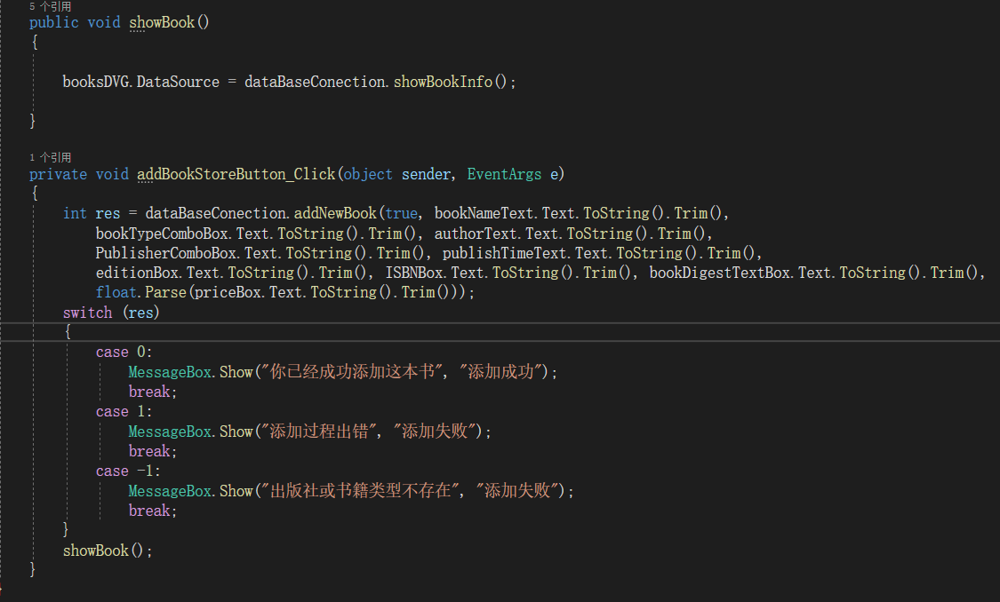 5 个引用
public void showBook()
{
booksDVG.DataSource = dataBaseConection.showBookInfo();
}
1 个引用
private void addBookStoreButton_Click(object sender, EventArgs e)
{
int res = dataBaseConection.addNewBook(true, bookNameText.Text.ToString().Trim(),
bookTypeComboBox.Text.ToString().Trim(), authorText.Text.ToString().Trim(),
PublisherComboBox.Text.ToString().Trim(), publishTimeText.Text.ToString().Trim(),
editionBox.Text.ToString().Trim(), ISBNBox.Text.ToString().Trim(), bookDigestTextBox.Text.ToString().Trim(),
float.Parse(priceBox.Text.ToString().Trim()));
switch (res)
{
case 0:
MessageBox.Show("你已经成功添加这本书", "添加成功");
break;
case 1:
MessageBox.Show("添加过程出错", "添加失败");
break;
case -1:
MessageBox.Show("出版社或书籍类型不存在", "添加失败");
break;
}
showBook();
}